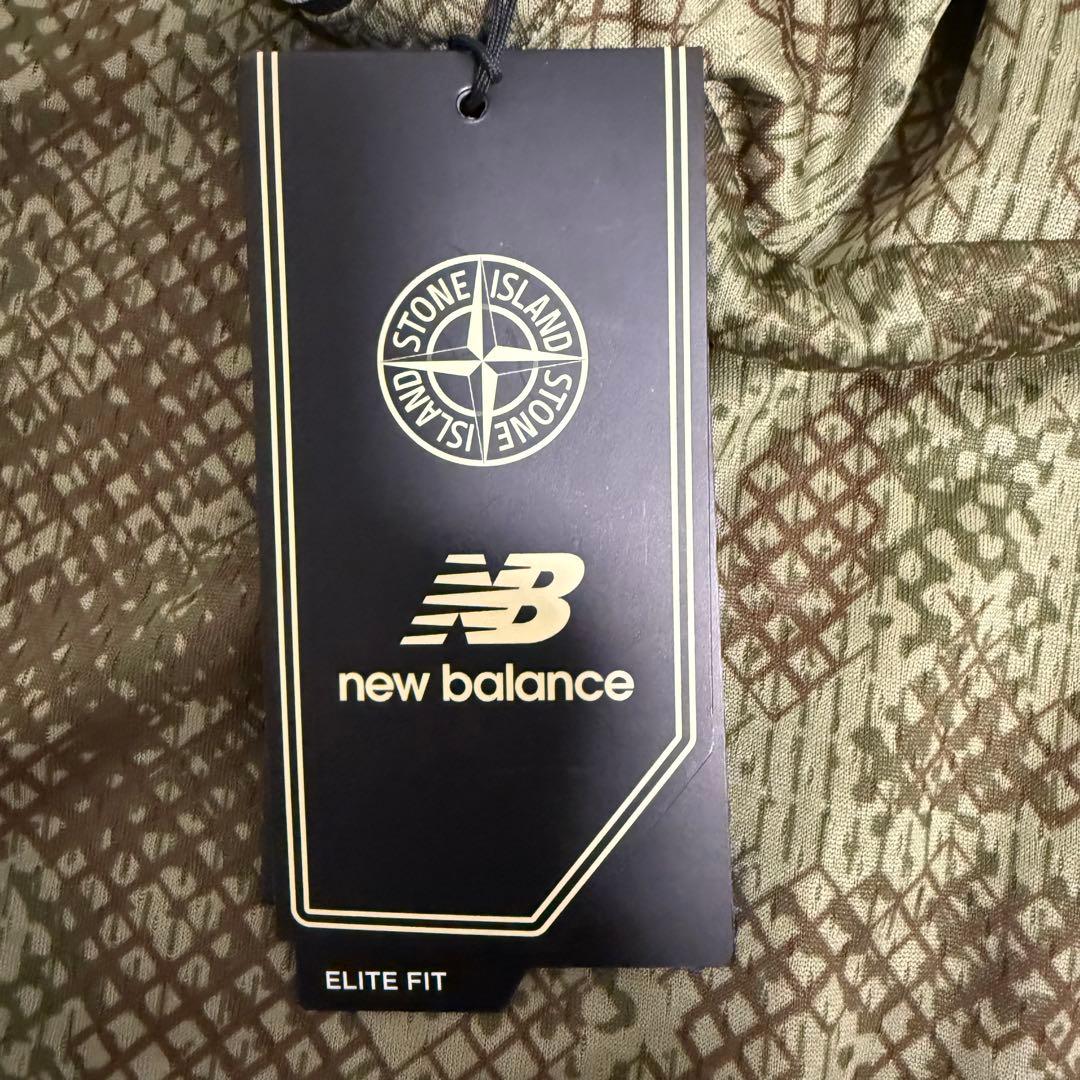 STONE ISLAND
STONE ISLAND
NB
new balance
ELITE FIT